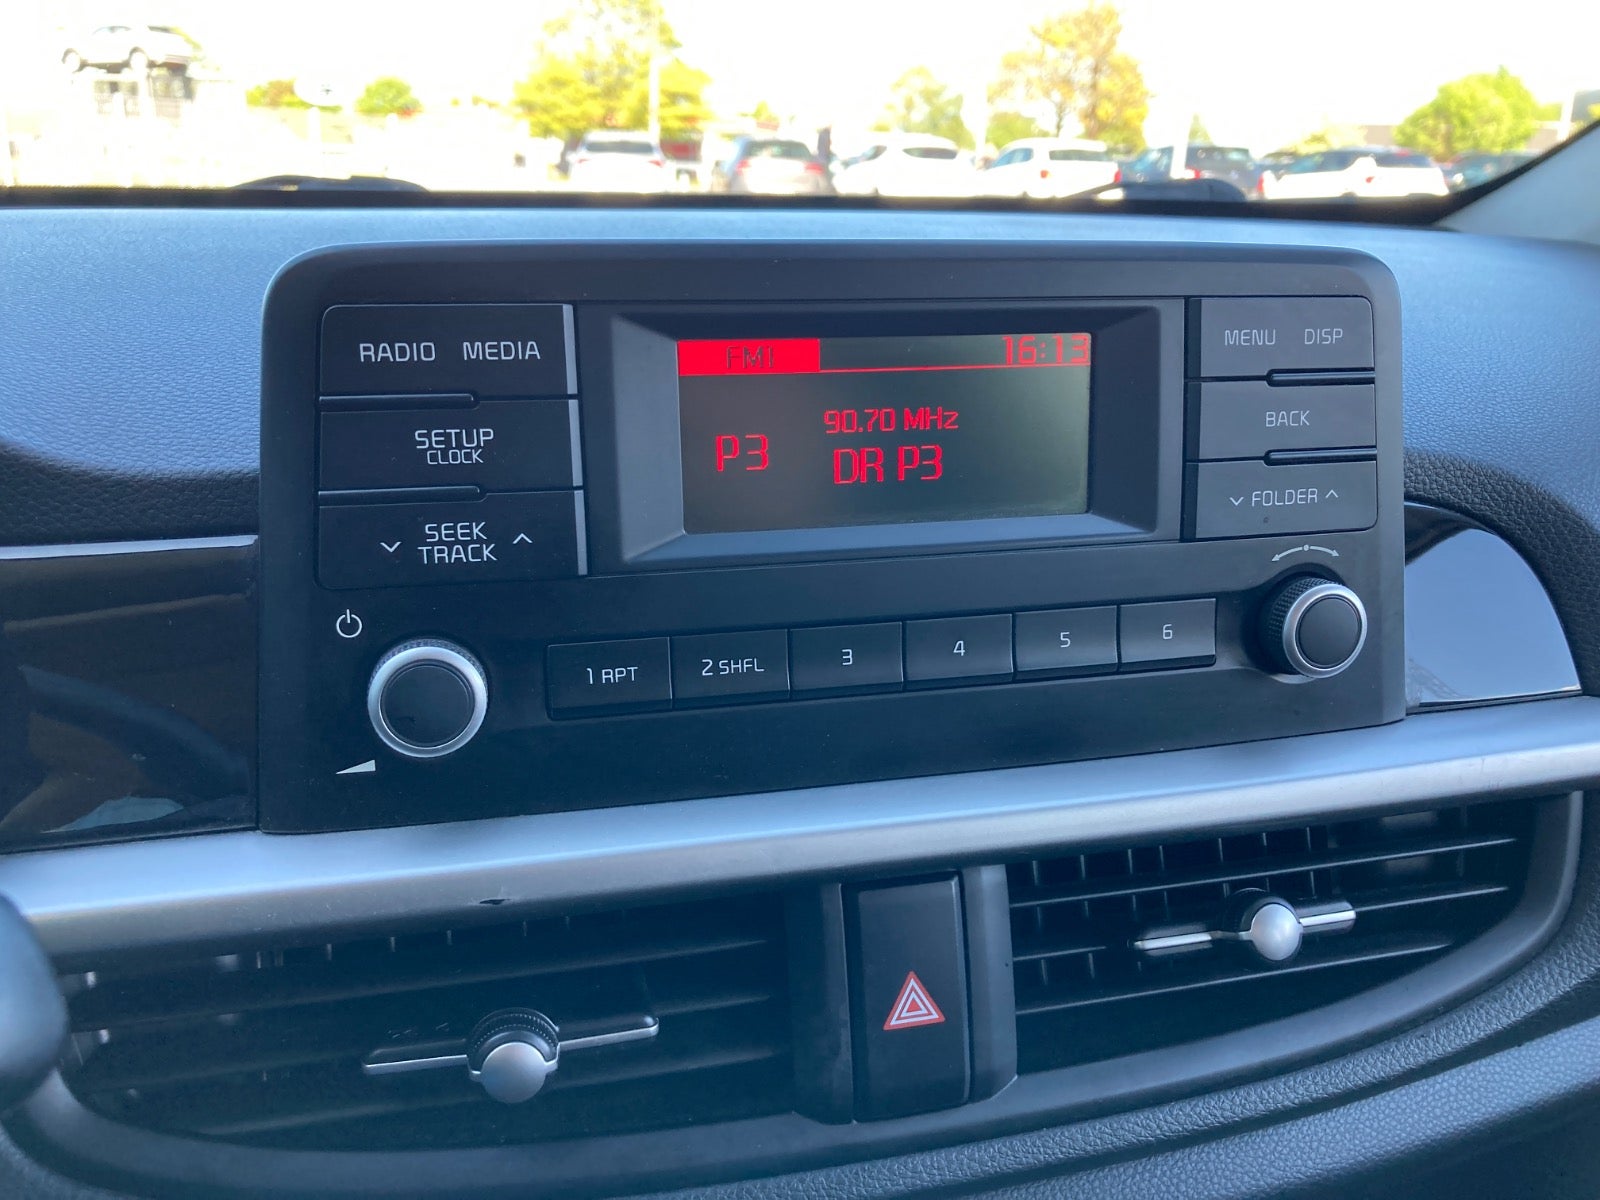 RADIO MEDIA
FM1 16:13
MENU DISP
SETUP
CLOCK
P3
90.70 MHz
DR P3
BACK
SEEK
TRACK
FOLDER
1 RPT
2 SHFL
3
4
5
6